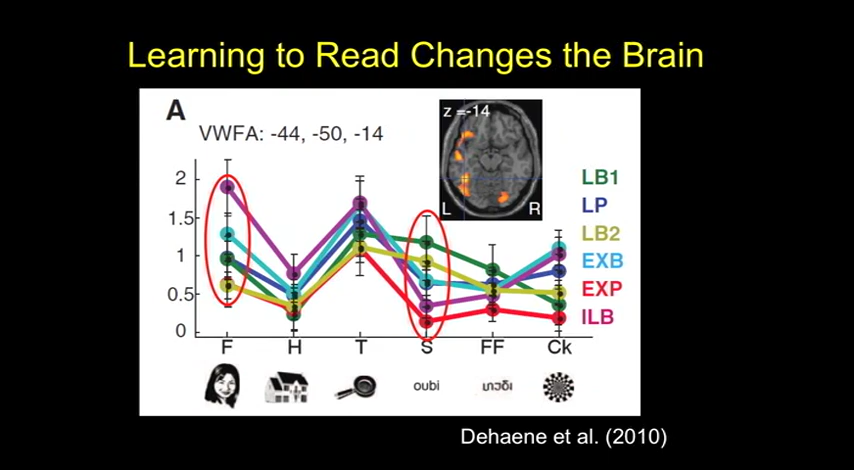 Learning to Read Changes the Brain
A
VWFA: -44, -50, -14
z =-14
L R
2
1.5
1
0.5
0
F H T S FF Ck
oubi
LB1
LP
LB2
EXB
EXP
ILB
Dehaene et al. (2010)